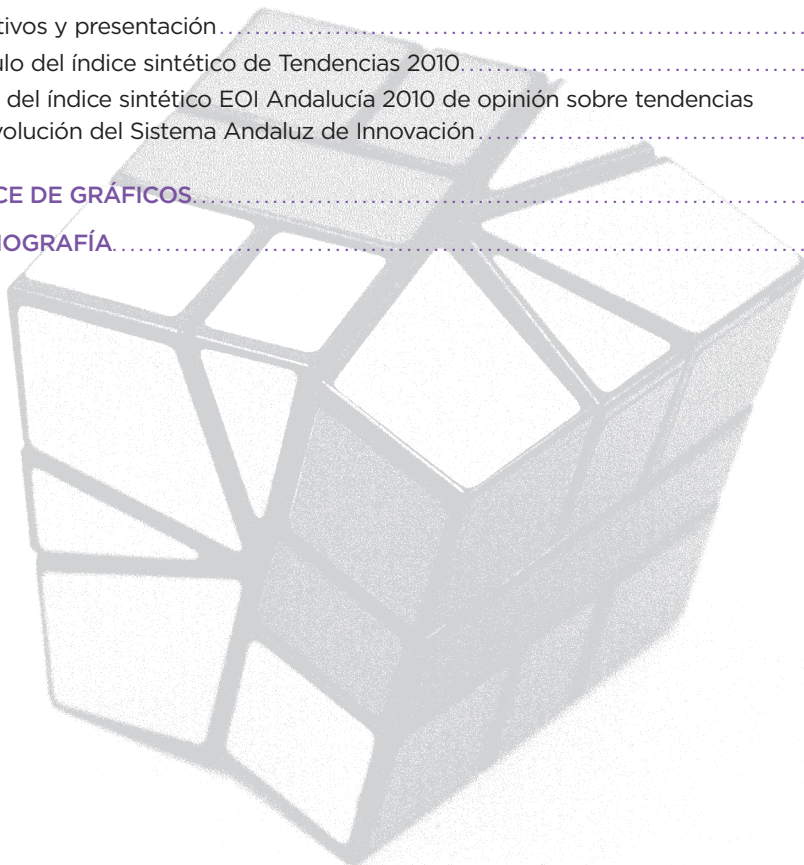 tivos y presentación
ulo del índice sintético de Tendencias 2010
del índice sintético EOI Andalucía 2010 de opinión sobre tendencias
volución del Sistema Andaluz de Innovación
CE DE GRÁFICOS
IOGRAFÍA